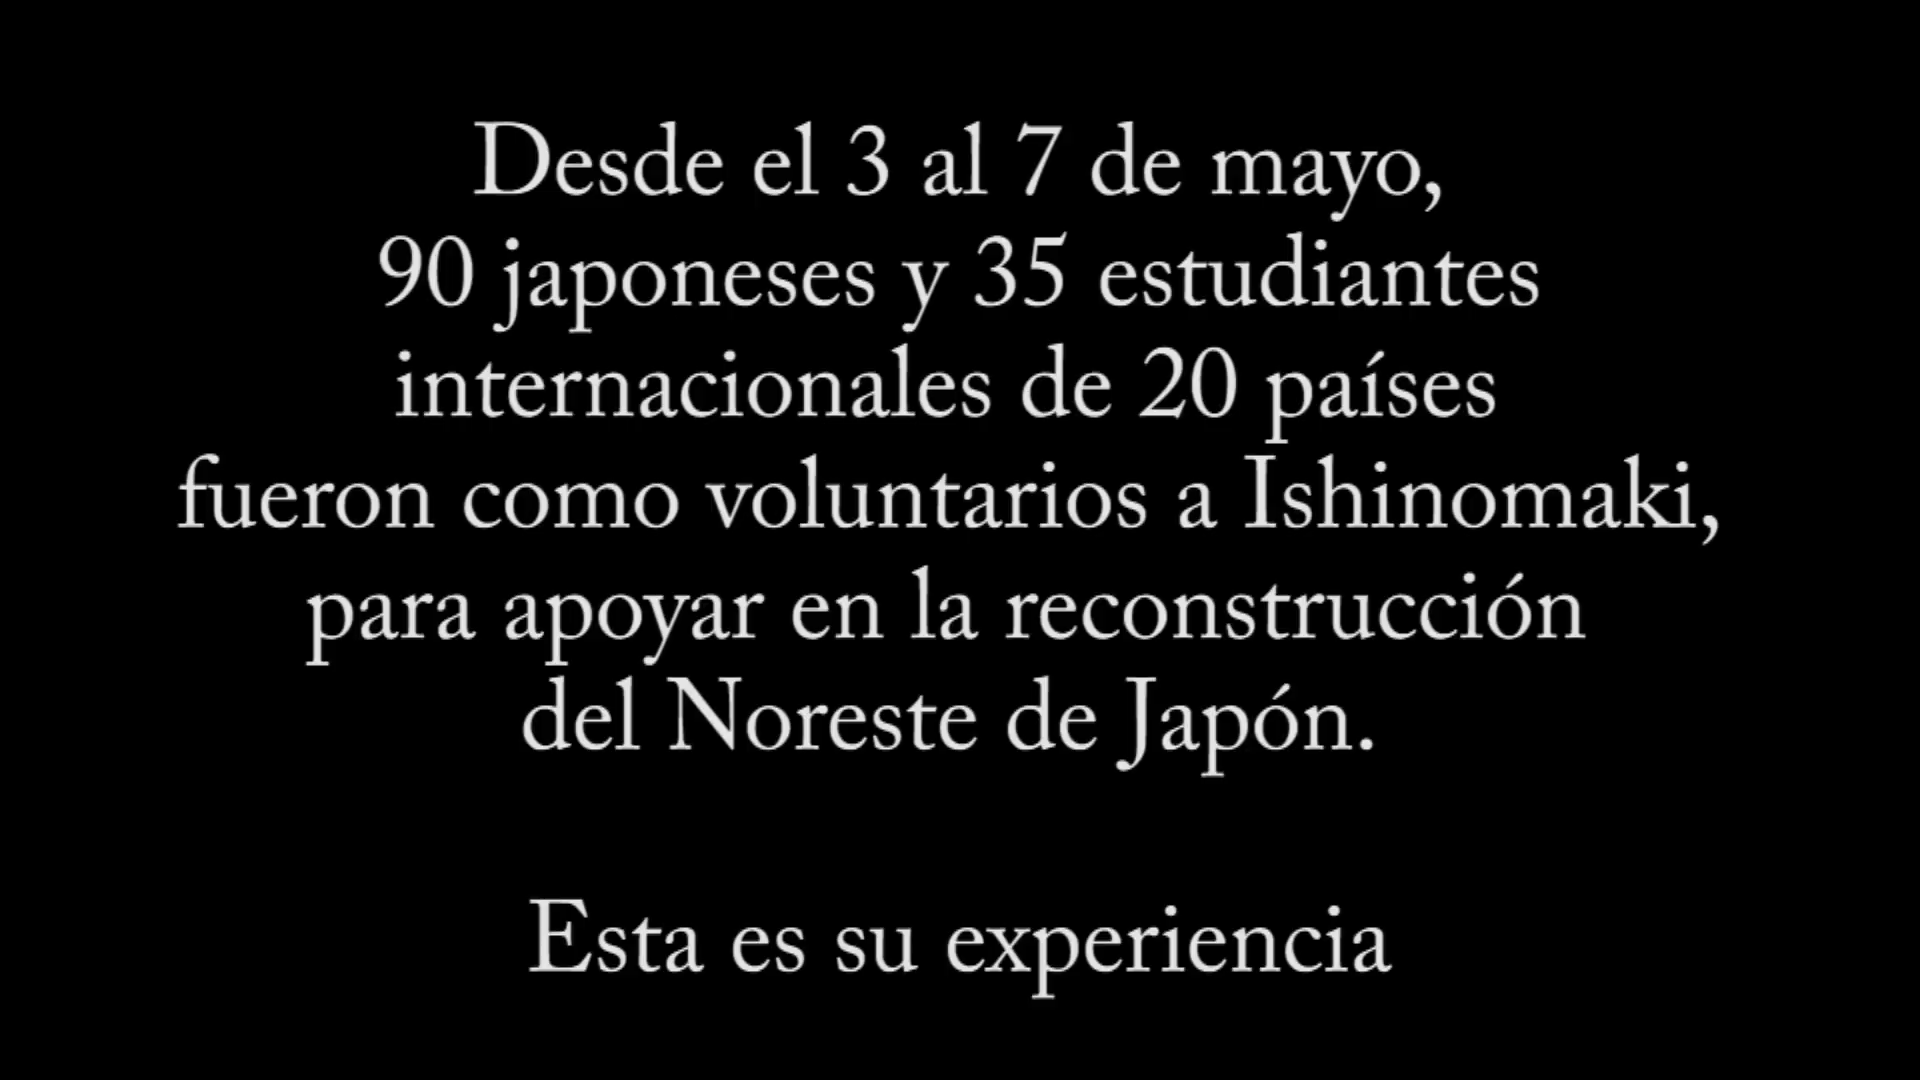 Desde el 3 al 7 de mayo,
90 japoneses y 35 estudiantes
internacionales de 20 países
fueron como voluntarios a Ishinomaki,
para apoyar en la reconstrucción
del Noreste de Japón.
Esta es su experiencia